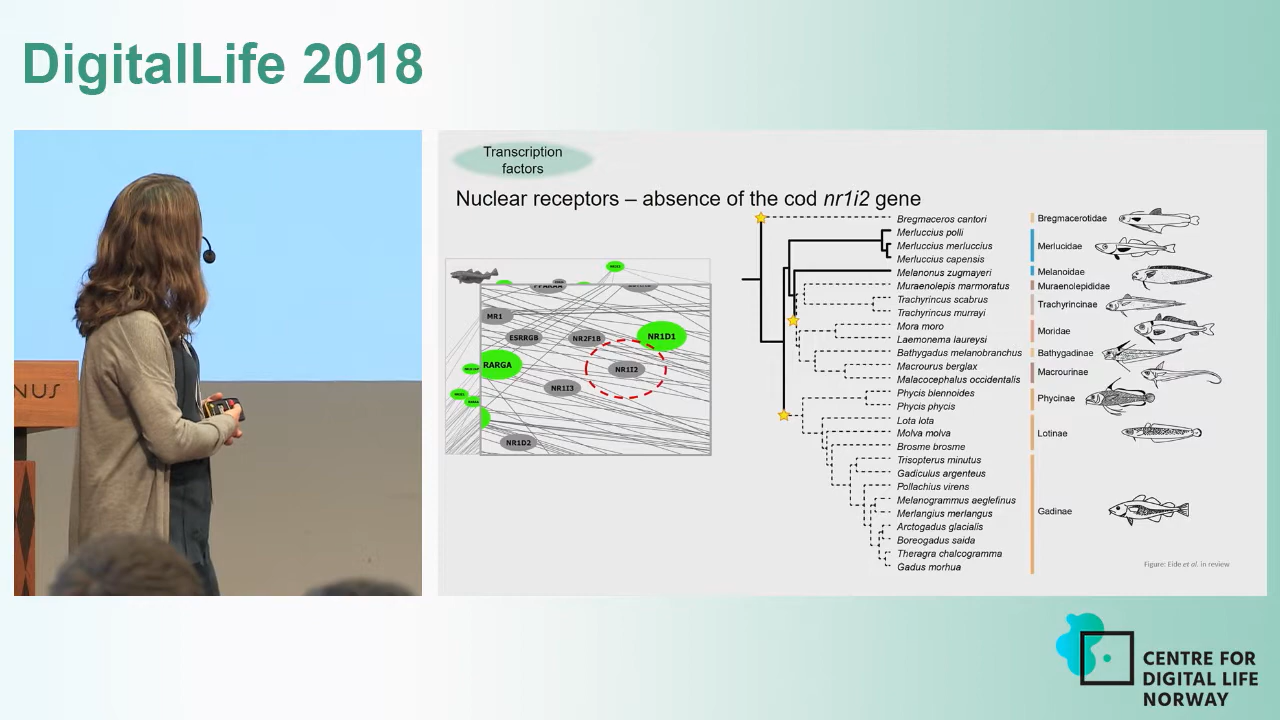 DigitalLife 2018
NUS
Transcription
factors
Nuclear receptors – absence of the cod nr1i2 gene
MR1
ESRRGB
NR2F1B
NR1D1
RARGA
NR1I2
NR1I3
NR1D2
Bregmaceros cantori
Merluccius polli
Merluccius merluccius
Merluccius capensis
Melanonus zugmayeri
Muraenolepis marmoratus
Trachyrincus scabrus
Trachyrincus murrayi
Mora moro
Laemonema laureysi
Bathygadus melanobranchus
Macrourus berglax
Malacocephalus occidentalis
Phycis blennoides
Phycis phycis
Lota lota
Molva molva
Brosme brosme
Trisopterus minutus
Gadiculus argenteus
Pollachius virens
Melanogrammus aeglefinus
Merlangius merlangus
Arctogadus glacialis
Boreogadus saida
Theragra chalcogramma
Gadus morhua
Bregmacerotidae
Merlucidae
Melanoidae
Muraenolepididae
Trachyrincinae
Moridae
Bathygadinae
Macrourinae
Phycinae
Lotinae
Gadinae
Figure: Eide et al. in review
CENTRE FOR
DIGITAL LIFE
NORWAY